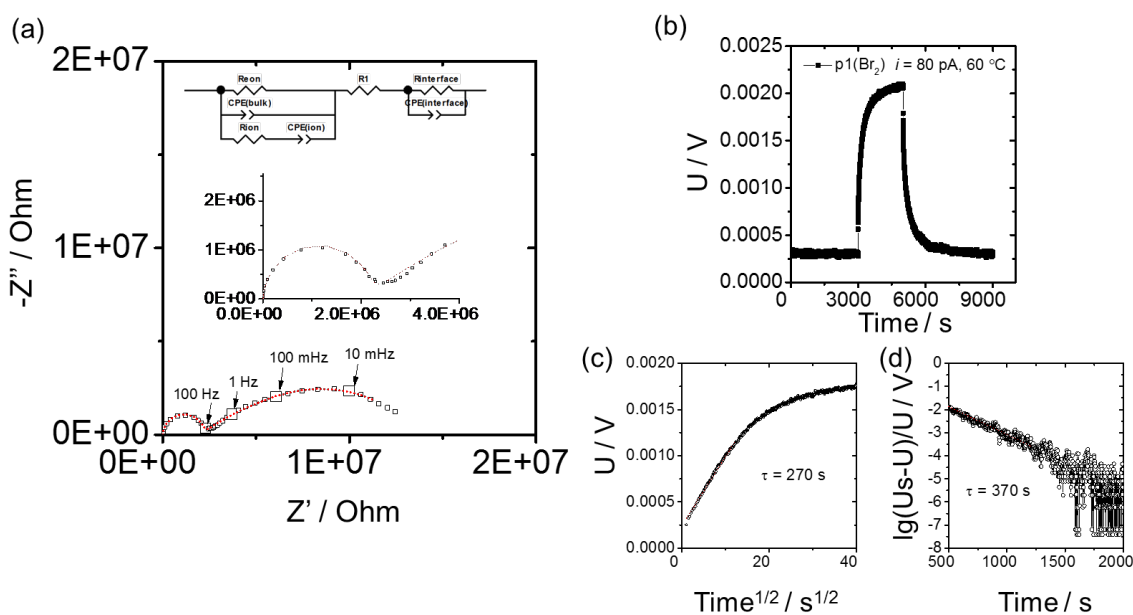 (a)
2E+07
1E+07
0E+00
-Z'' / Ohm
Reon
R1
Rinterface
CPE(bulk)
CPE(interface)
Rion
CPE(ion)
2E+06
1E+06
0E+00
0.0E+00
2.0E+06
4.0E+06
100 Hz
1 Hz
100 mHz
10 mHz
0E+00
1E+07
2E+07
Z' / Ohm
(b)
0.0025
0.0020
0.0015
0.0010
0.0005
0.0000
U / V
p1(Br₂) i = 80 pA, 60 °C
0
3000
6000
9000
Time / s
(c)
0.0020
0.0015
0.0010
0.0005
0.0000
U / V
τ = 270 s
0
20
40
Time^1/2 / s^1/2
(d)
0
-1
-2
-3
-4
-5
-6
-7
-8
lg(Us-U)/U / V
τ = 370 s
500
1000
1500
2000
Time / s